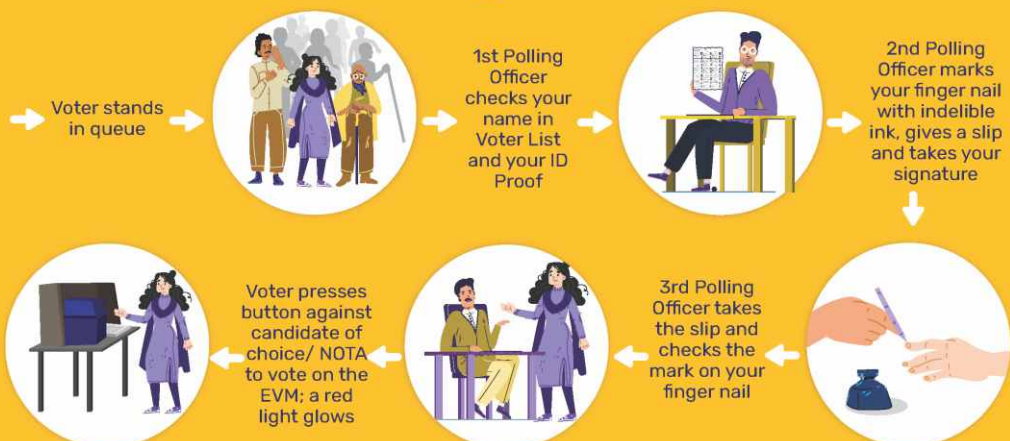 Voter stands
in queue
1st Polling
Officer
checks your
name in
Voter List
and your ID
Proof
2nd Polling
Officer marks
your finger nail
with indelible
ink, gives a slip
and takes your
signature
3rd Polling
Officer takes
the slip and
checks the
mark on your
finger nail
Voter presses
button against
candidate of
choice/ NOTA
to vote on the
EVM; a red
light glows